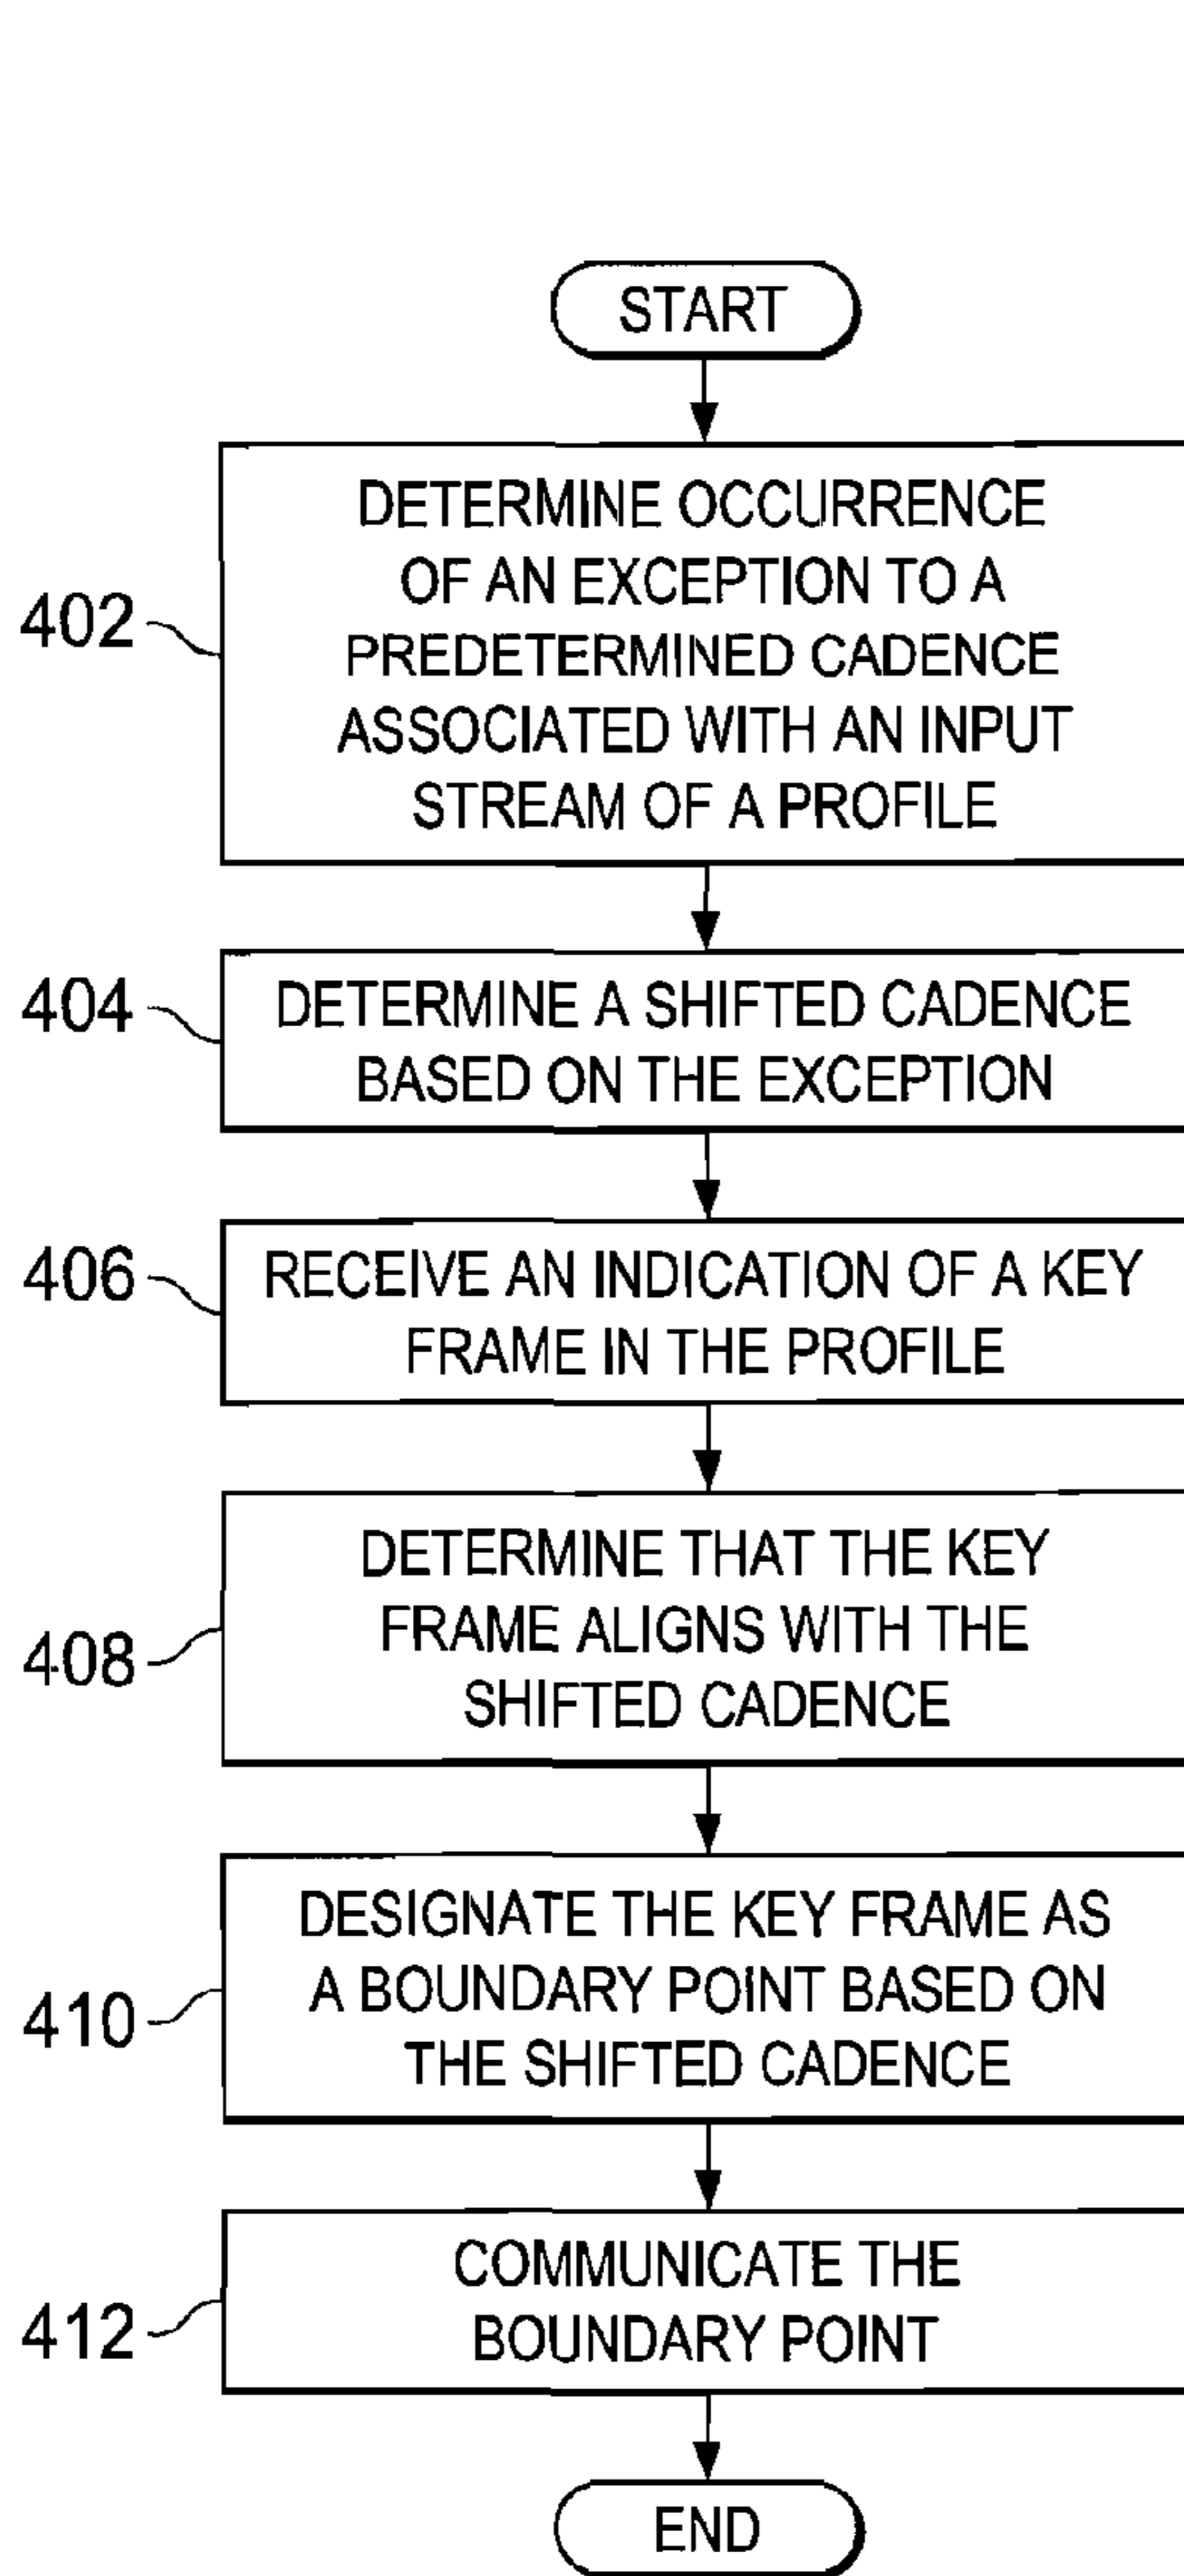 START
DETERMINE OCCURRENCE
OF AN EXCEPTION TO A
PREDETERMINED CADENCE
ASSOCIATED WITH AN INPUT
STREAM OF A PROFILE
402
DETERMINE A SHIFTED CADENCE
BASED ON THE EXCEPTION
404
RECEIVE AN INDICATION OF A KEY
FRAME IN THE PROFILE
406
DETERMINE THAT THE KEY
FRAME ALIGNS WITH THE
SHIFTED CADENCE
408
DESIGNATE THE KEY FRAME AS
A BOUNDARY POINT BASED ON
THE SHIFTED CADENCE
410
COMMUNICATE THE
BOUNDARY POINT
412
END